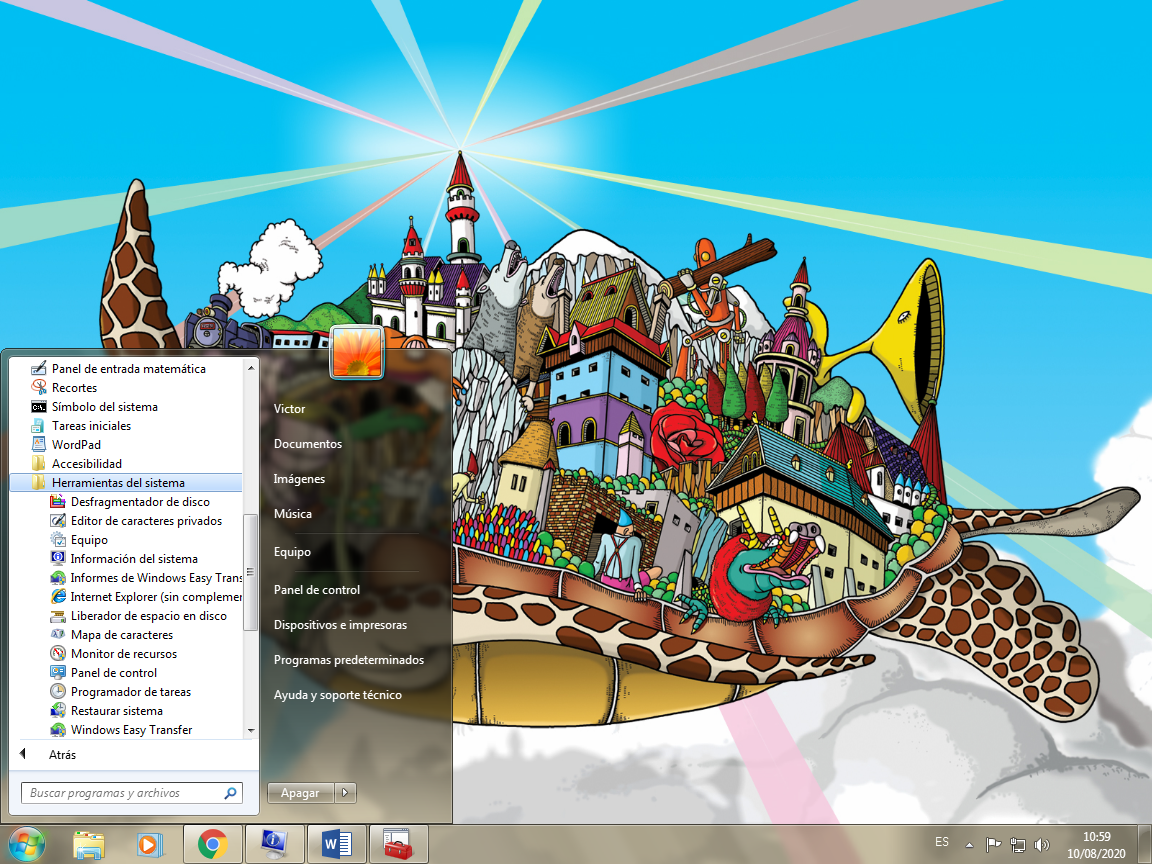 Panel de entrada matemática
Recortes
Símbolo del sistema
Tareas iniciales
WordPad
Accesibilidad
Herramientas del sistema
Desfragmentador de disco
Editor de caracteres privados
Equipo
Información del sistema
Informes de Windows Easy Trans
Internet Explorer (sin complemen
Liberador de espacio en disco
Mapa de caracteres
Monitor de recursos
Panel de control
Programador de tareas
Restaurar sistema
Windows Easy Transfer
Atrás
Buscar programas y archivos
Victor
Documentos
Imágenes
Música
Equipo
Panel de control
Dispositivos e impresoras
Programas predeterminados
Ayuda y soporte técnico
Apagar
ES
10:59
10/08/2020